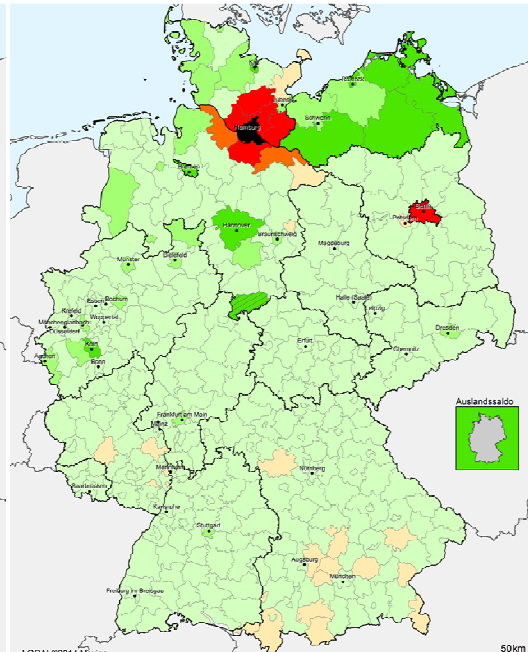 Kiel
Rostock
Lübeck
Schwerin
Hamburg
Bremen
Berlin
Potsdam
Hannover
Braunschweig
Magdeburg
Münster
Bielefeld
Essen Bochum
Krefeld
Mönchengladbach
Düsseldorf
Wuppertal
Halle (Saale)
Leipzig
Köln
Dresden
Aachen
Bonn
Erfurt
Chemnitz
Auslandssaldo
Frankfurt am Main
Mainz
Mannheim
Nürnberg
Saarbrücken
Karlsruhe
Stuttgart
Augsburg
München
Freiburg im Breisgau
50km